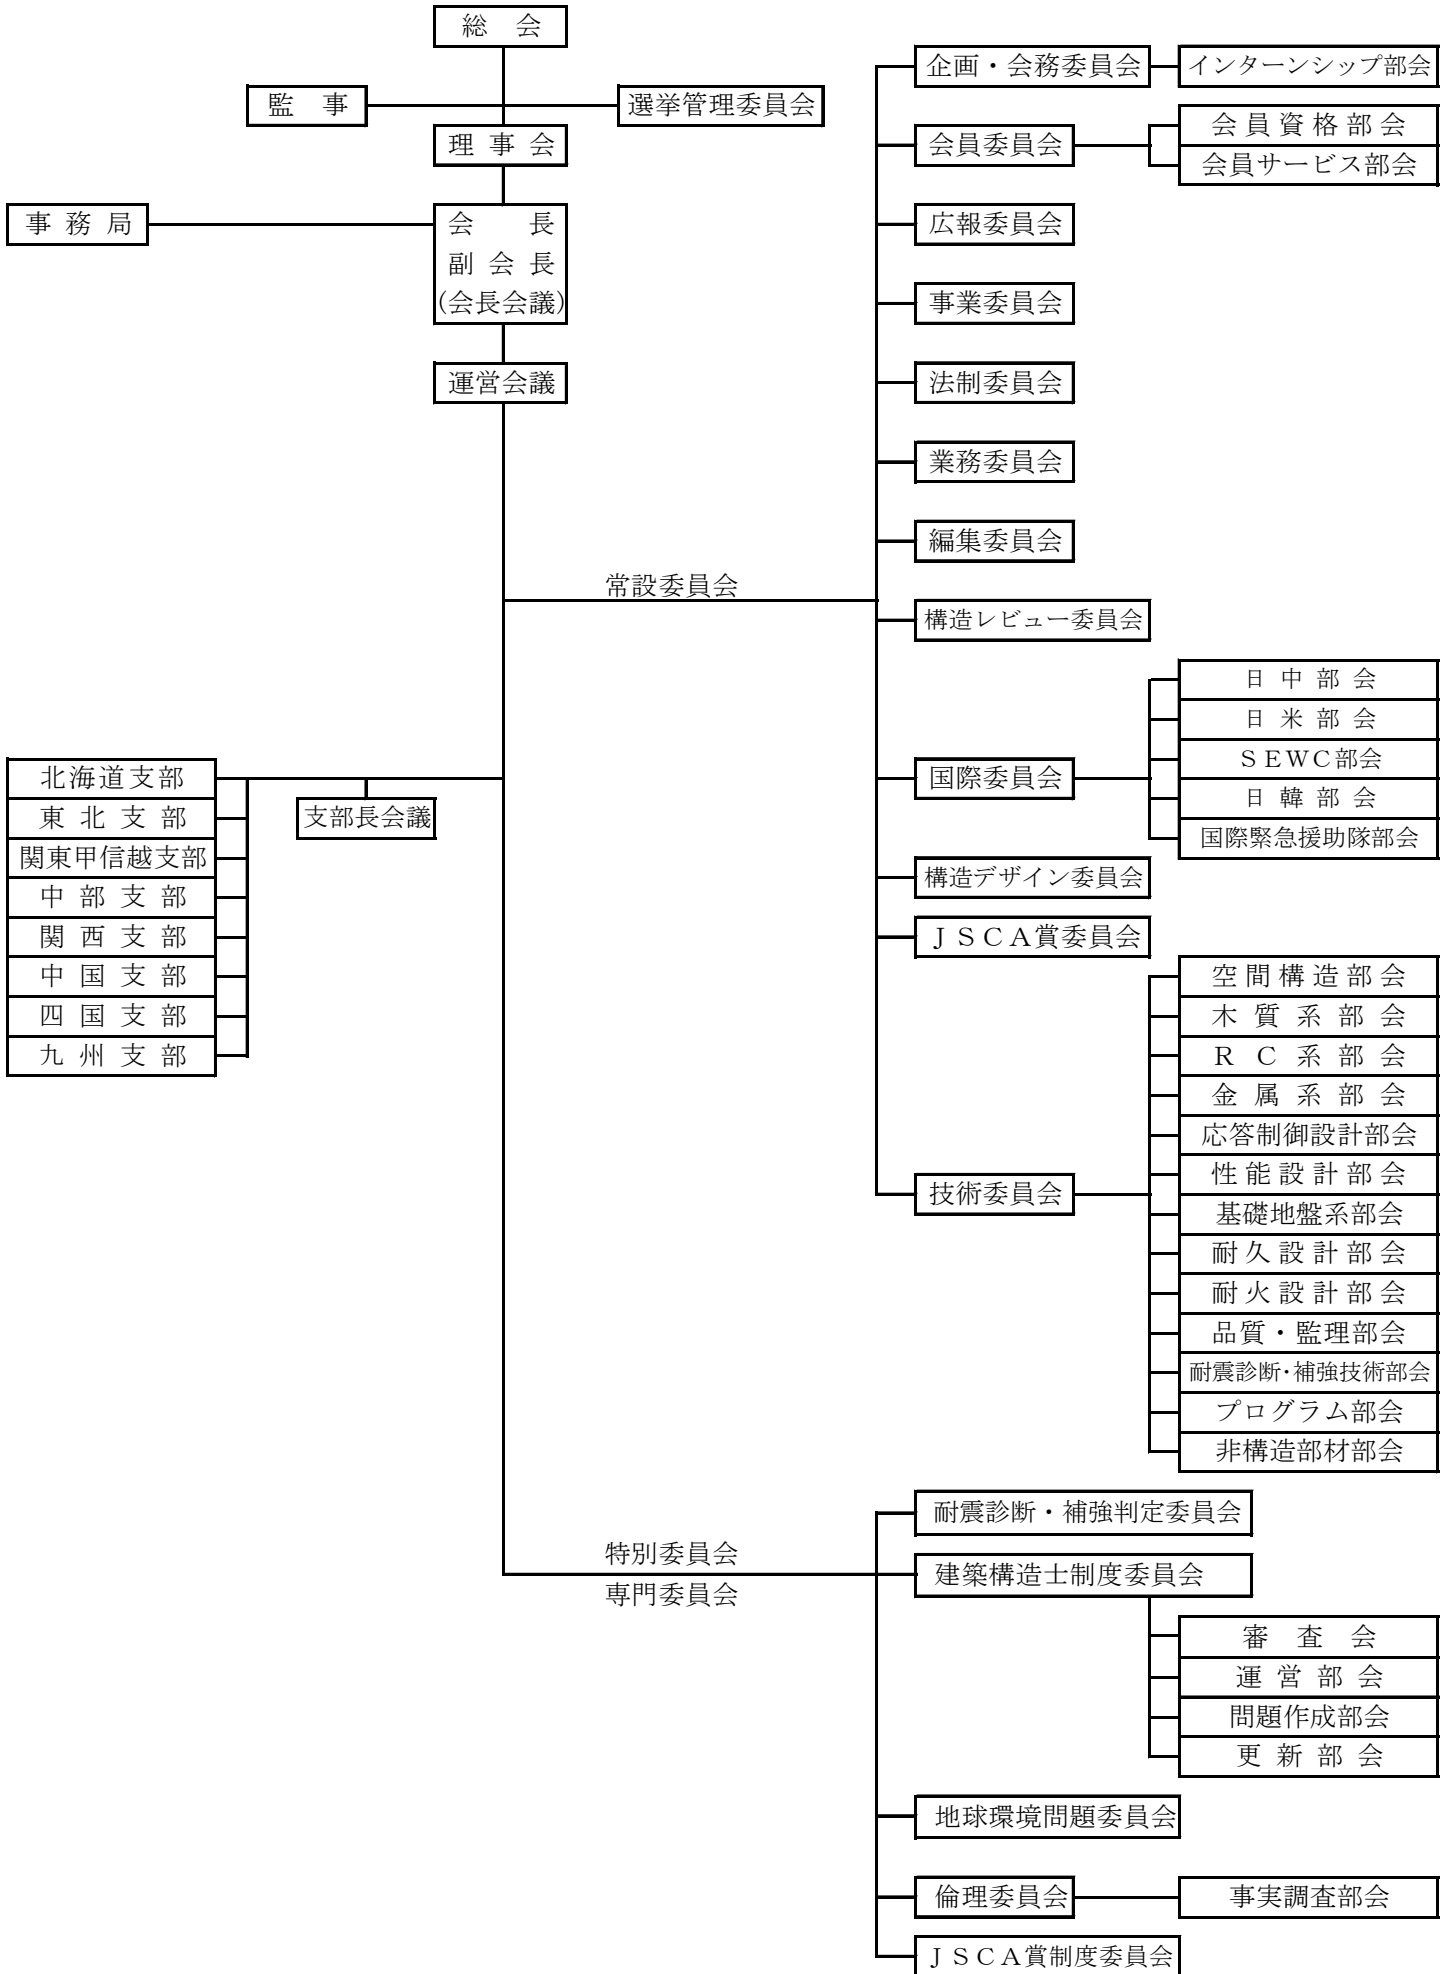 総会
監事
選挙管理委員会
理事会
事務局
会長
副会長
(会長会議)
運営会議
常設委員会
企画・会務委員会
インターンシップ部会
会員委員会
会員資格部会
会員サービス部会
広報委員会
事業委員会
法制委員会
業務委員会
編集委員会
構造レビュー委員会
国際委員会
日中部会
日米部会
SEWC部会
日韓部会
国際緊急援助隊部会
構造デザイン委員会
JSCA賞委員会
技術委員会
空間構造部会
木質系部会
RC系部会
金属系部会
応答制御設計部会
性能設計部会
基礎地盤系部会
耐久設計部会
耐火設計部会
品質・監理部会
耐震診断・補強技術部会
プログラム部会
非構造部材部会
北海道支部
東北支部
関東甲信越支部
中部支部
関西支部
中国支部
四国支部
九州支部
支部長会議
特別委員会
専門委員会
耐震診断・補強判定委員会
建築構造士制度委員会
審査会
運営部会
問題作成部会
更新部会
地球環境問題委員会
倫理委員会
事実調査部会
JSCA賞制度委員会